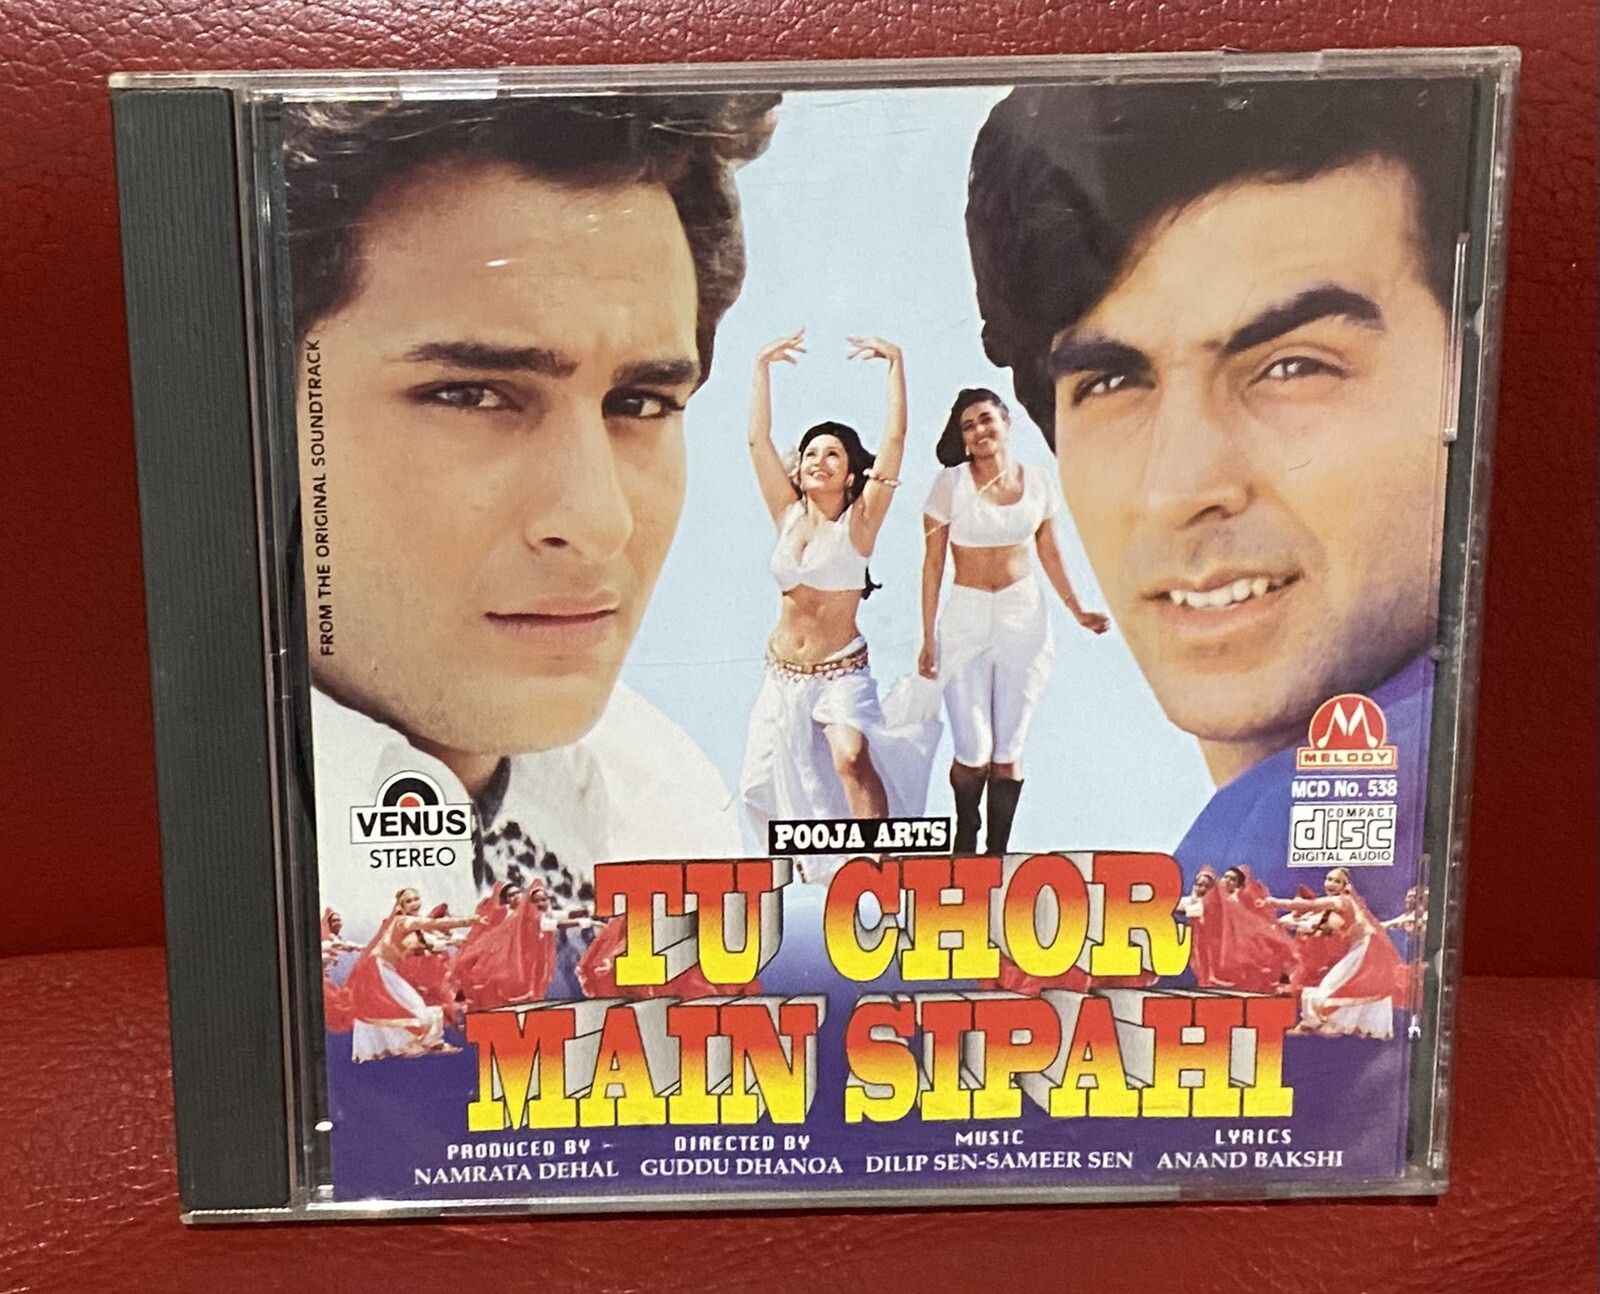 FROM THE ORIGINAL SOUNDTRACK
VENUS
STEREO
MELODY
MCD No. 538
COMPACT
disc
DIGITAL AUDIO
POOJA ARTS
TU CHOR
MAIN SIPAHI
PRODUCED BY
NAMRATA DEHAL
DIRECTED BY
GUDDU DHANOA
MUSIC
DILIP SEN-SAMEER SEN
LYRICS
ANAND BAKSHI